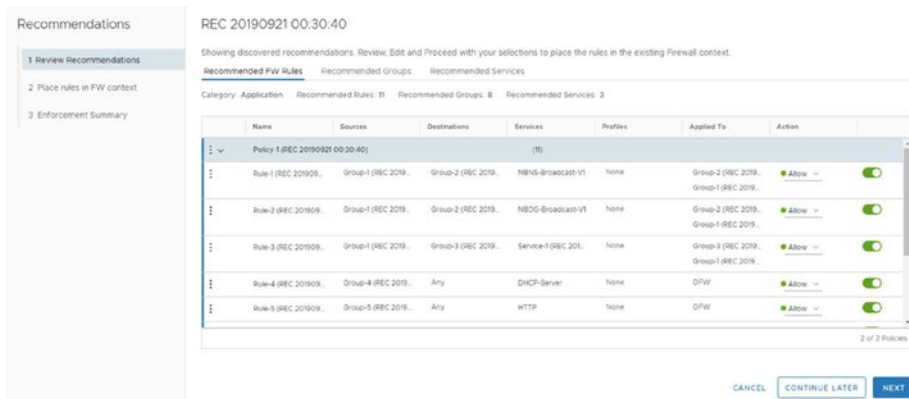 Recommendations
REC 20190921 00:30:40
Showing discovered recommendations. Review, Edit and Proceed with your selections to place the rules in the existing Firewall context.
1 Review Recommendations
2 Place rules in FW context
3 Enforcement Summary
Recommended FW Rules Recommended Groups Recommended Services
Category: Application Recommended Rules: 11 Recommended Groups: 8 Recommended Services: 3
Name Sources Destinations Services Profiles Applied To Action
Policy-1 (REC 20190921 00:30:40) (11)
Rule-1 (REC 201909... Group-1 (REC 2019... Group-2 (REC 2019... NBNS-Broadcast-V1 None Group-2 (REC 2019... Allow
Group-1 (REC 2019...
Rule-2 (REC 201909... Group-1 (REC 2019... Group-2 (REC 2019... NBDG-Broadcast-V1 None Group-2 (REC 2019... Allow
Group-1 (REC 2019...
Rule-3 (REC 201909... Group-1 (REC 2019... Group-3 (REC 2019... Service-1 (REC 201... None Group-3 (REC 2019... Allow
Group-1 (REC 2019...
Rule-4 (REC 201909... Group-4 (REC 2019... Any DHCP-Server None DFW Allow
Rule-5 (REC 201909... Group-5 (REC 2019... Any HTTP None DFW Allow
2 of 2 Policies
CANCEL CONTINUE LATER NEXT